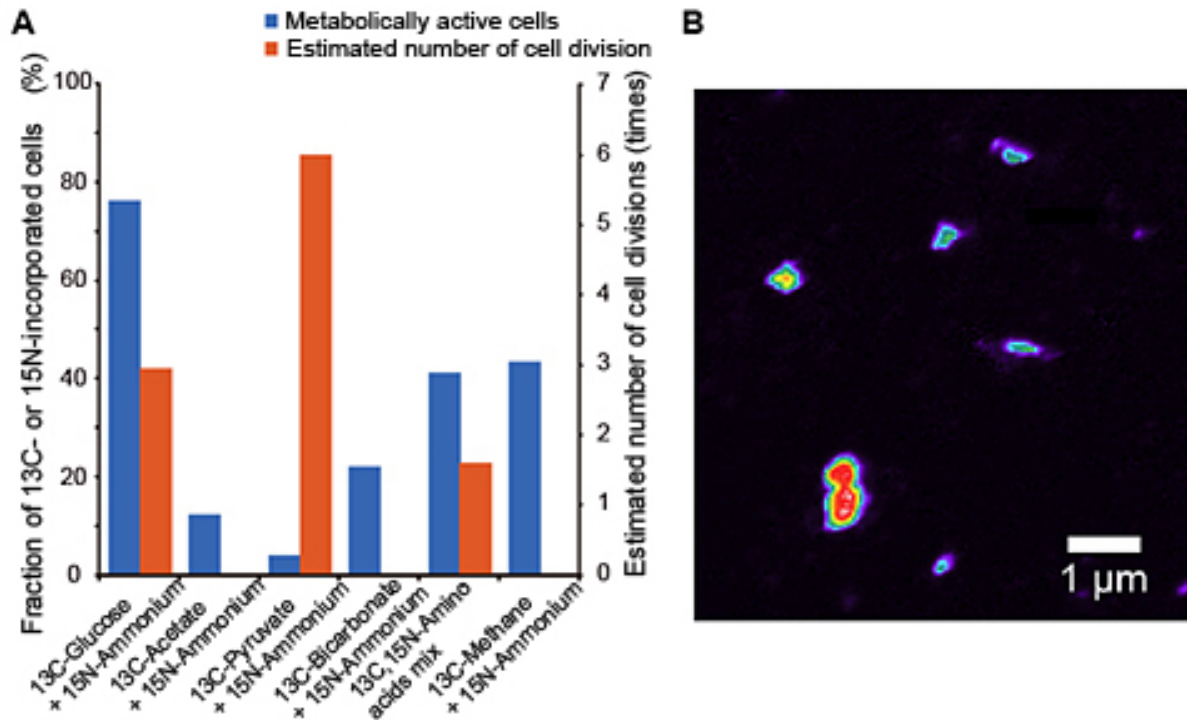 A
Metabolically active cells
Estimated number of cell division
Fraction of 13C- or 15N-incorporated cells (%)
100
80
60
40
20
0
7
6
5
4
3
2
1
0
Estimated number of cell divisions (times)
13C-Glucose
+ 15N-Ammonium
13C-Acetate
+ 15N-Ammonium
13C-Pyruvate
+ 15N-Ammonium
13C-Bicarbonate
+ 15N-Ammonium
13C,15N-Amino
acids mix
13C-Methane
+ 15N-Ammonium
B
1 μm